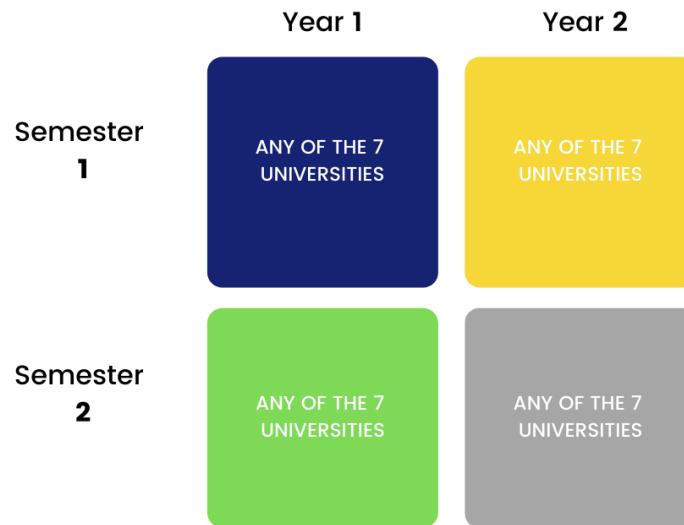 Year 1
Year 2
Semester
1
ANY OF THE 7
UNIVERSITIES
ANY OF THE 7
UNIVERSITIES
Semester
2
ANY OF THE 7
UNIVERSITIES
ANY OF THE 7
UNIVERSITIES